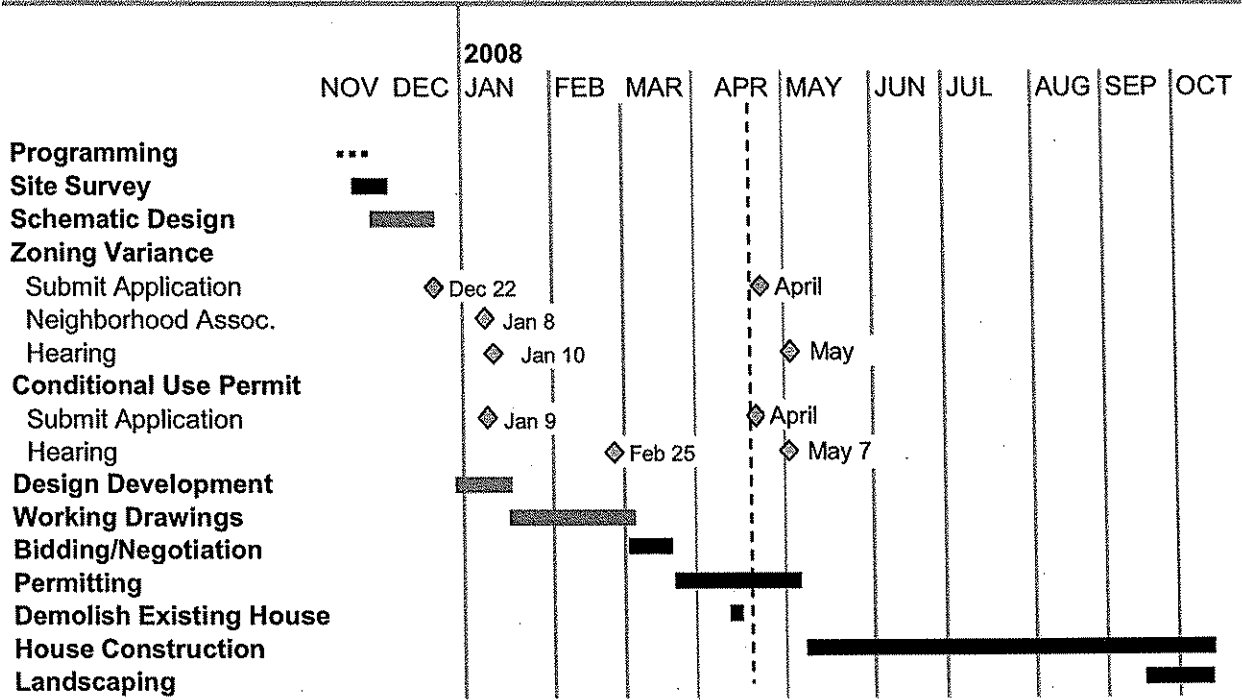 2008
NOV DEC JAN FEB MAR APR MAY JUN JUL AUG SEP OCT
Programming
Site Survey
Schematic Design
Zoning Variance
Submit Application Dec 22 April
Neighborhood Assoc. Jan 8
Hearing Jan 10 May
Conditional Use Permit
Submit Application Jan 9 April
Hearing Feb 25 May 7
Design Development
Working Drawings
Bidding/Negotiation
Permitting
Demolish Existing House
House Construction
Landscaping